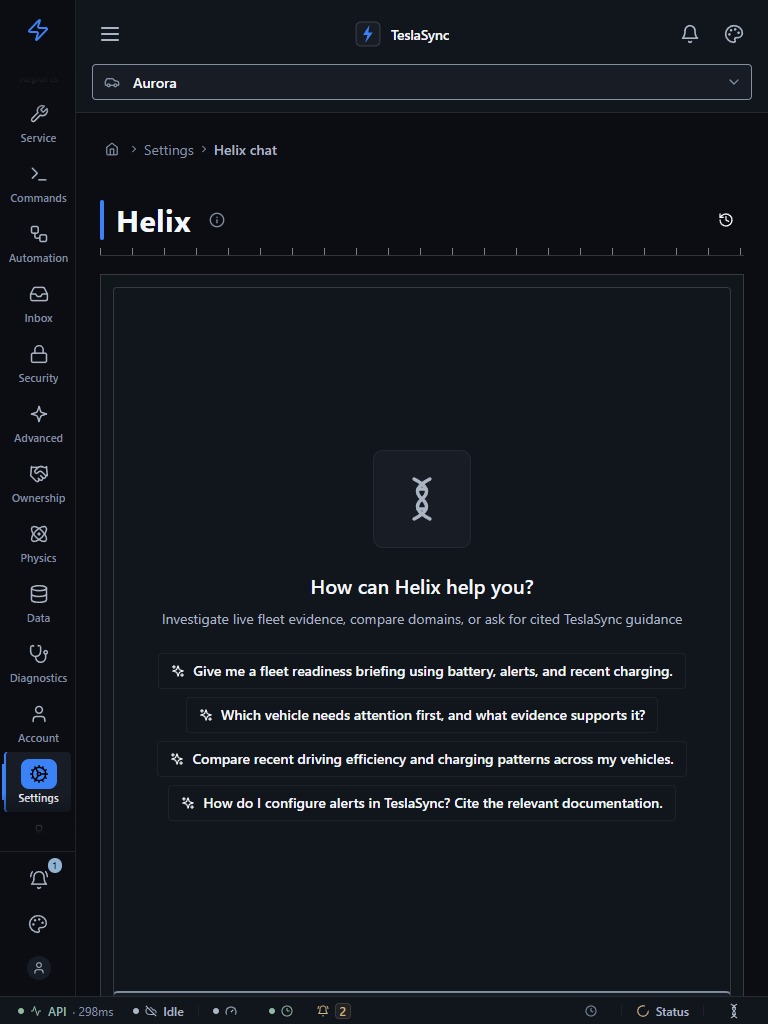 TeslaSync
Aurora
Settings
Helix chat
Helix
Service
Commands
Automation
Inbox
Security
Advanced
Ownership
Physics
Data
Diagnostics
Account
Settings
1
How can Helix help you?
Investigate live fleet evidence, compare domains, or ask for cited TeslaSync guidance
Give me a fleet readiness briefing using battery, alerts, and recent charging.
Which vehicle needs attention first, and what evidence supports it?
Compare recent driving efficiency and charging patterns across my vehicles.
How do I configure alerts in TeslaSync? Cite the relevant documentation.
API · 298ms Idle 2 Status